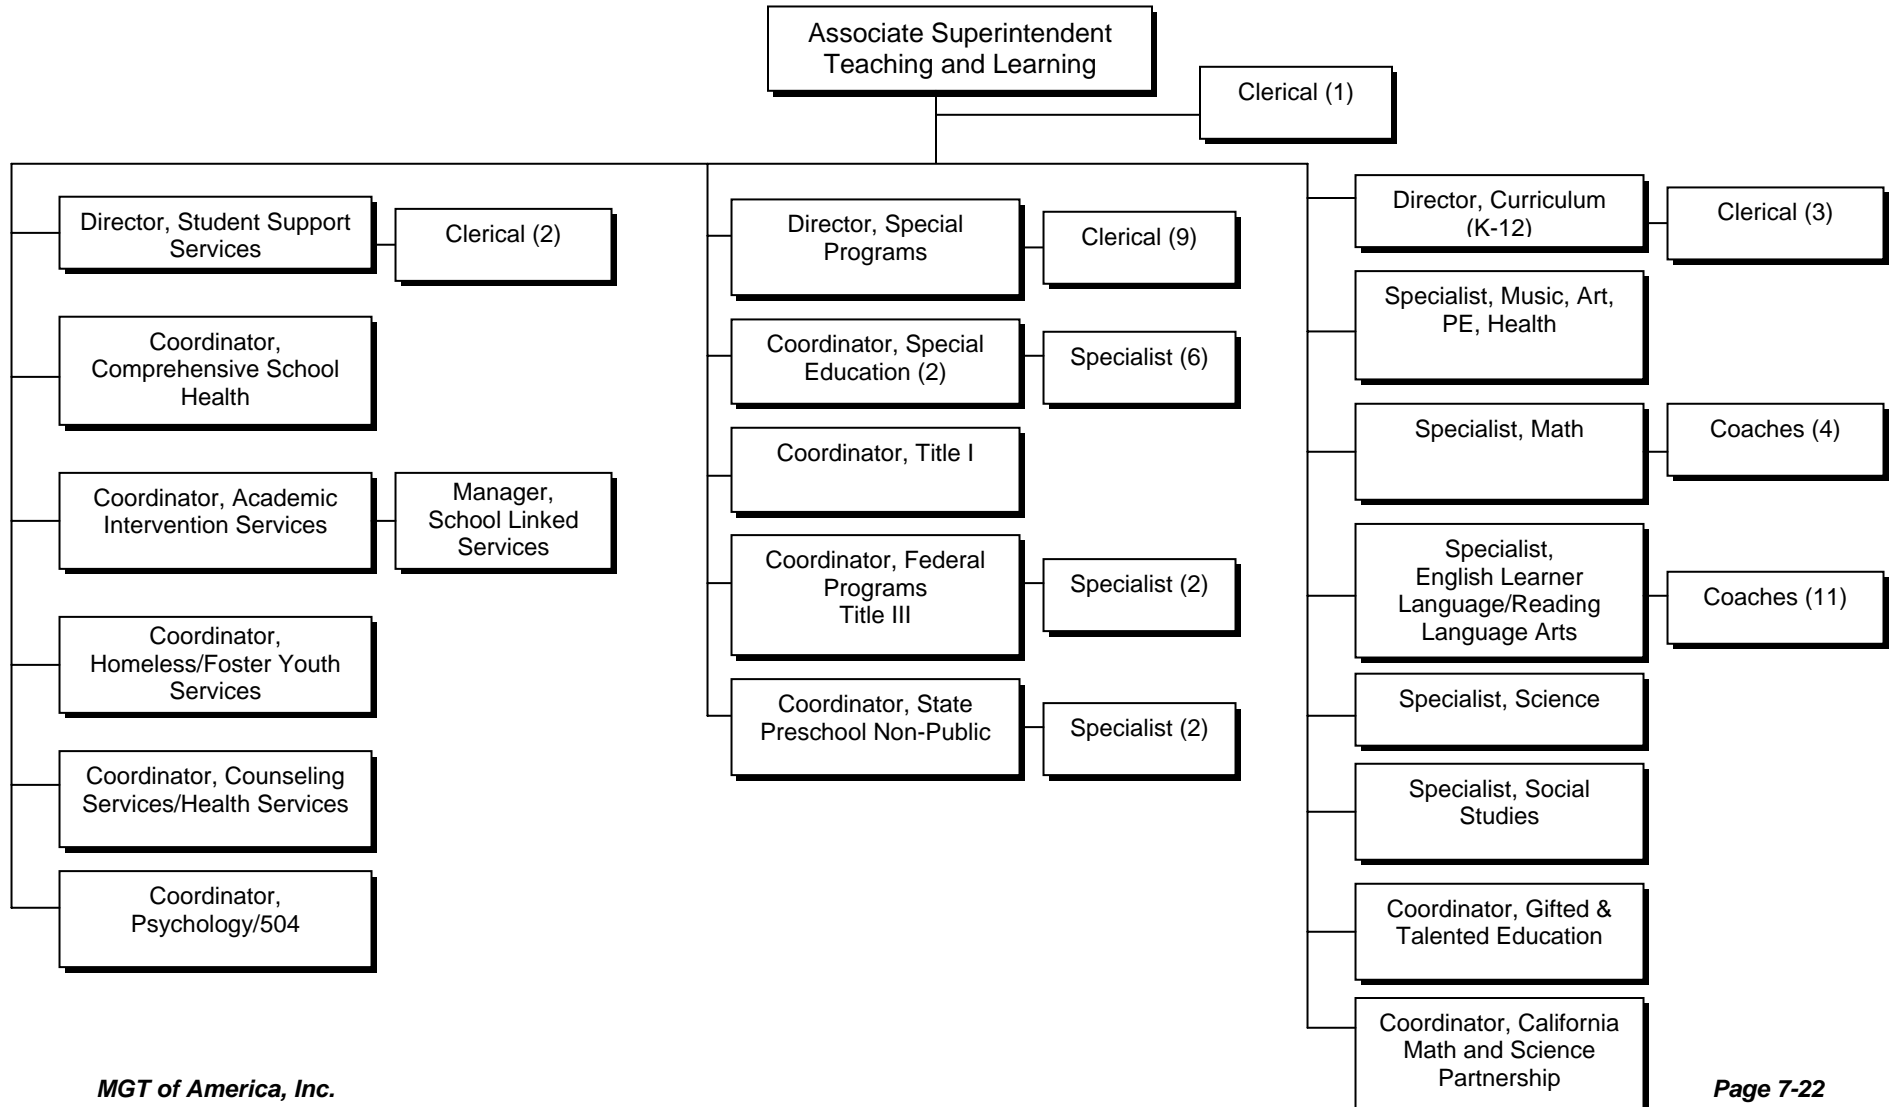 Associate Superintendent
Teaching and Learning
Clerical (1)
Director, Student Support
Services
Clerical (2)
Coordinator,
Comprehensive School
Health
Coordinator, Academic
Intervention Services
Manager,
School Linked
Services
Coordinator,
Homeless/Foster Youth
Services
Coordinator, Counseling
Services/Health Services
Coordinator,
Psychology/504
Director, Special
Programs
Clerical (9)
Coordinator, Special
Education (2)
Specialist (6)
Coordinator, Title I
Coordinator, Federal
Programs
Title III
Specialist (2)
Coordinator, State
Preschool Non-Public
Specialist (2)
Director, Curriculum
(K-12)
Clerical (3)
Specialist, Music, Art,
PE, Health
Specialist, Math
Coaches (4)
Specialist,
English Learner
Language/Reading
Language Arts
Coaches (11)
Specialist, Science
Specialist, Social
Studies
Coordinator, Gifted &
Talented Education
Coordinator, California
Math and Science
Partnership
MGT of America, Inc.
Page 7-22